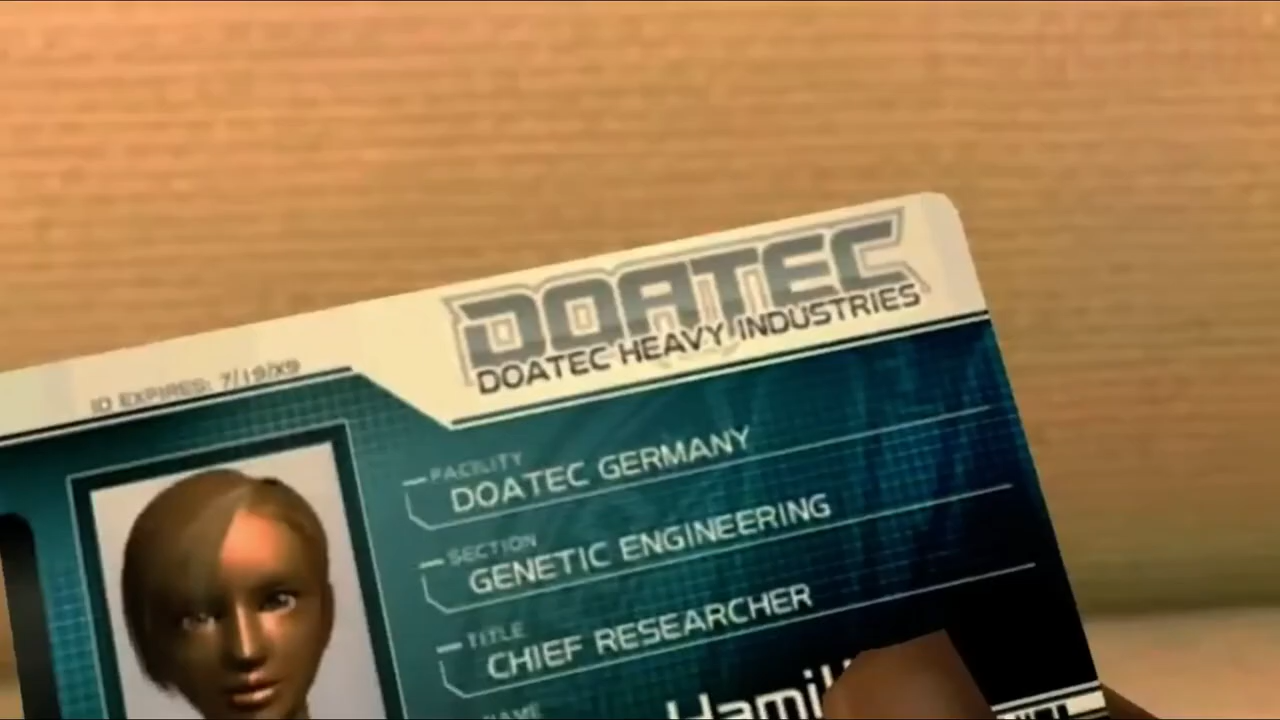 DOATEC
DOATEC HEAVY INDUSTRIES
ID EXPIRES: 7/19/X9
FACILITY
DOATEC GERMANY
SECTION
GENETIC ENGINEERING
TITLE
CHIEF RESEARCHER
NAME